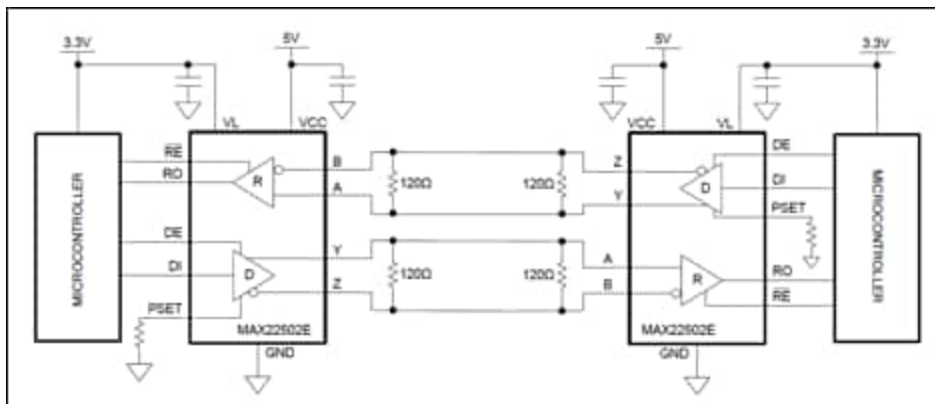 3.3V
5V
5V
3.3V
VL
VCC
VCC
VL
RE
RO
R
B
A
120Ω
120Ω
Z
Y
D
DE
DI
PSET
MICROCONTROLLER
MICROCONTROLLER
DE
DI
PSET
D
Y
Z
120Ω
120Ω
A
B
R
RO
RE
MAX22502E
MAX22502E
GND
GND